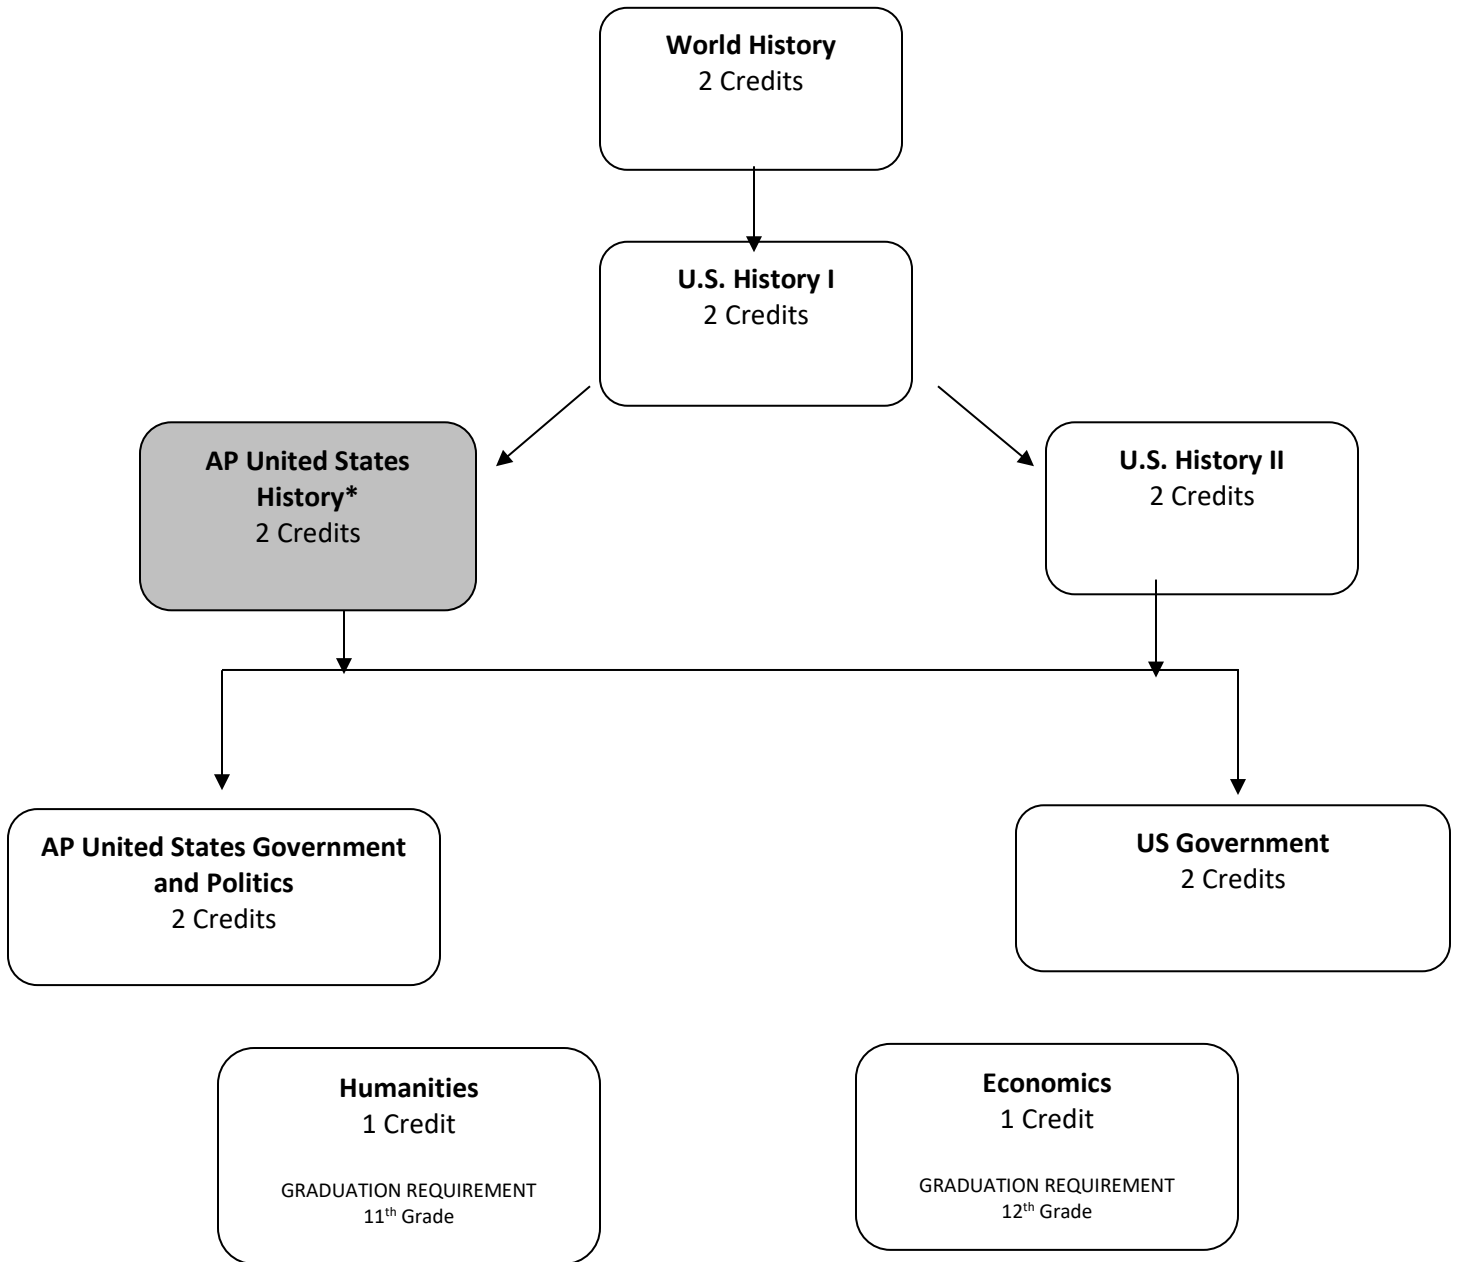 World History
2 Credits
U.S. History I
2 Credits
AP United States
History*
2 Credits
U.S. History II
2 Credits
AP United States Government
and Politics
2 Credits
US Government
2 Credits
Humanities
1 Credit
GRADUATION REQUIREMENT
11th Grade
Economics
1 Credit
GRADUATION REQUIREMENT
12th Grade